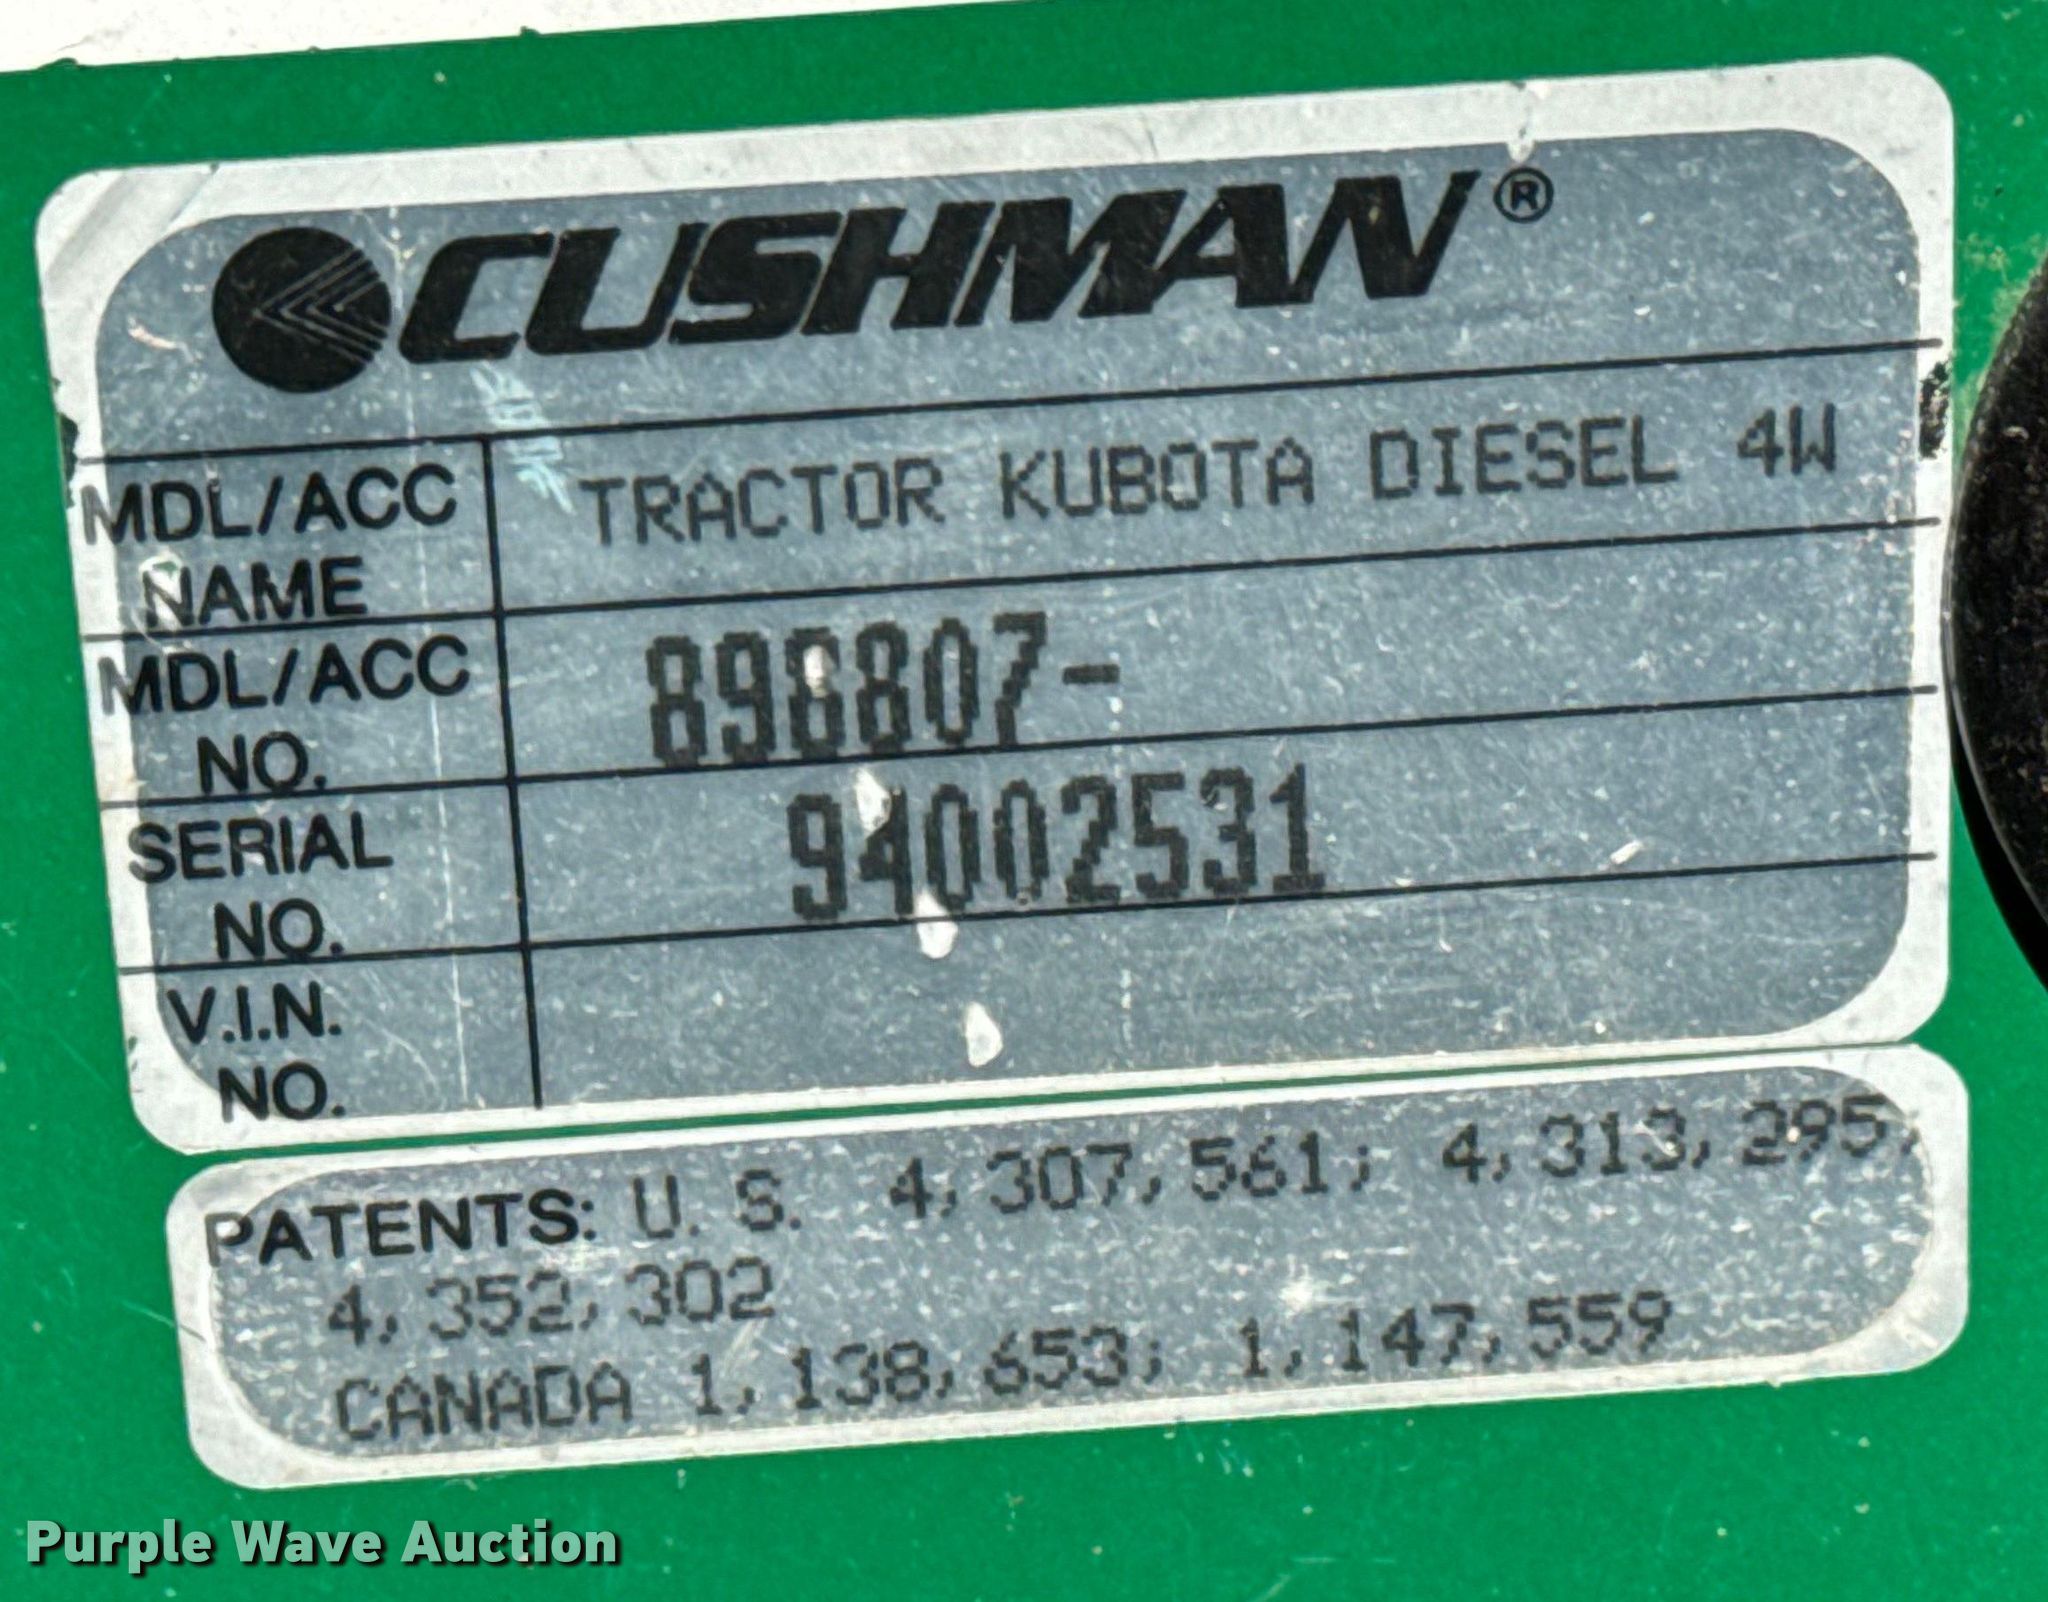 CUSHMAN®
MDL/ACC NAME TRACTOR KUBOTA DIESEL 4W
MDL/ACC NO. 898807-
SERIAL NO. 94002531
V.I.N. NO.
PATENTS: U. S. 4, 307, 561; 4, 313, 295;
4, 352, 302
CANADA 1, 138, 653; 1, 147, 559
Purple Wave Auction